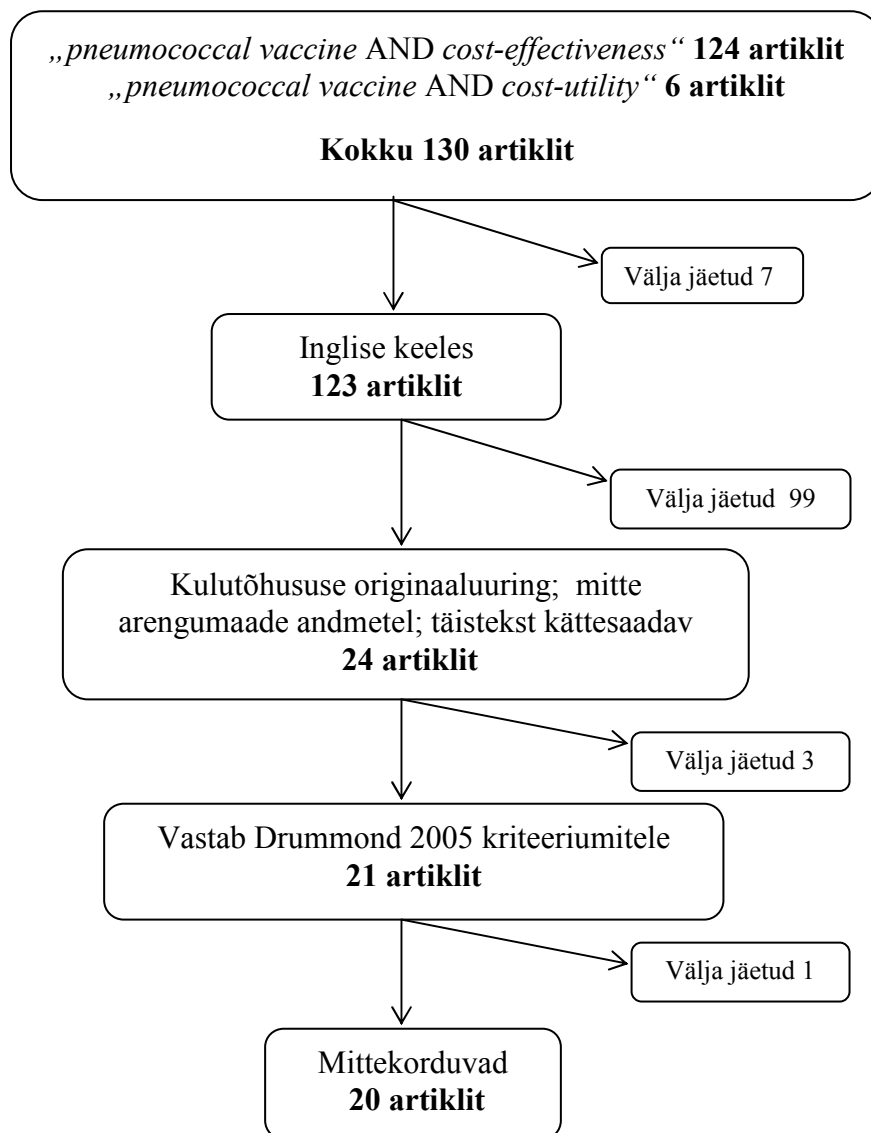 „pneumococcal vaccine AND cost-effectiveness“ 124 artiklit
„pneumococcal vaccine AND cost-utility“ 6 artiklit
Kokku 130 artiklit
Välja jäetud 7
Inglise keeles
123 artiklit
Välja jäetud 99
Kulutõhususe originaaluuring; mitte
arengumaade andmetel; täistekst kättesaadav
24 artiklit
Välja jäetud 3
Vastab Drummond 2005 kriteeriumitele
21 artiklit
Välja jäetud 1
Mittekorduvad
20 artiklit